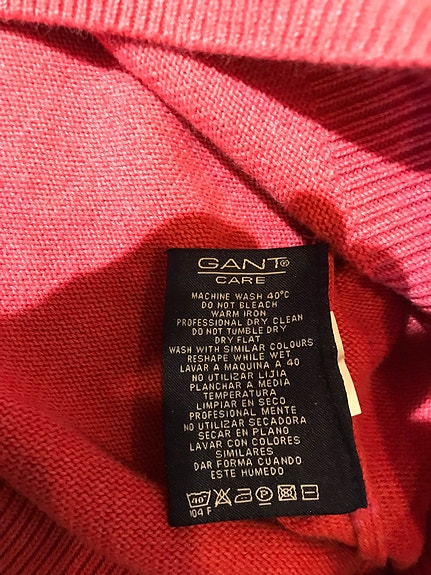 GANT®
CARE
MACHINE WASH 40°C
DO NOT BLEACH
WARM IRON
PROFESSIONAL DRY CLEAN
DO NOT TUMBLE DRY
DRY FLAT
WASH WITH SIMILAR COLOURS
RESHAPE WHILE WET
LAVAR A MAQUINA A 40
NO UTILIZAR LIJIA
PLANCHAR A MEDIA
TEMPERATURA
LIMPIAR EN SECO
PROFESIONAL MENTE
NO UTILIZAR SECADORA
SECAR EN PLANO
LAVAR CON COLORES
SIMILARES
DAR FORMA CUANDO
ESTE HUMEDO
40° P
104 F